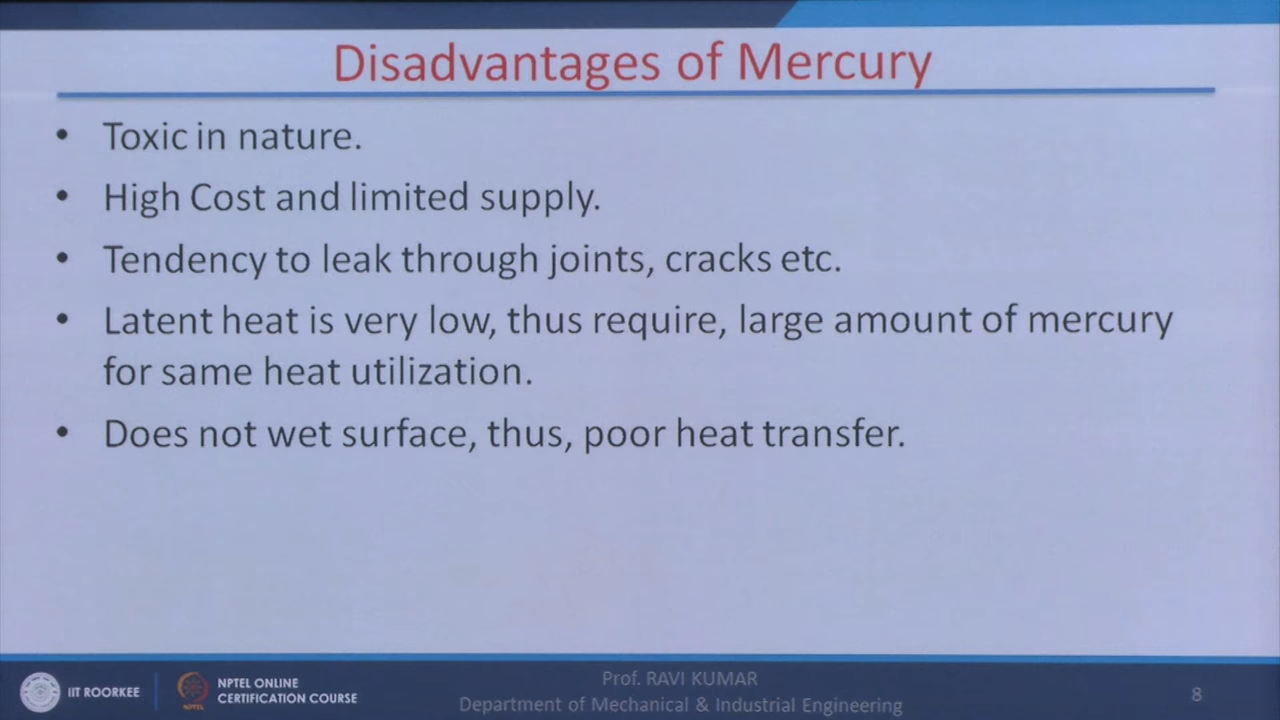 Disadvantages of Mercury
• Toxic in nature.
• High Cost and limited supply.
• Tendency to leak through joints, cracks etc.
• Latent heat is very low, thus require, large amount of mercury
for same heat utilization.
• Does not wet surface, thus, poor heat transfer.
IIT ROORKEE
NPTEL ONLINE
CERTIFICATION COURSE
NPTEL
Prof. RAVI KUMAR
Department of Mechanical & Industrial Engineering
8